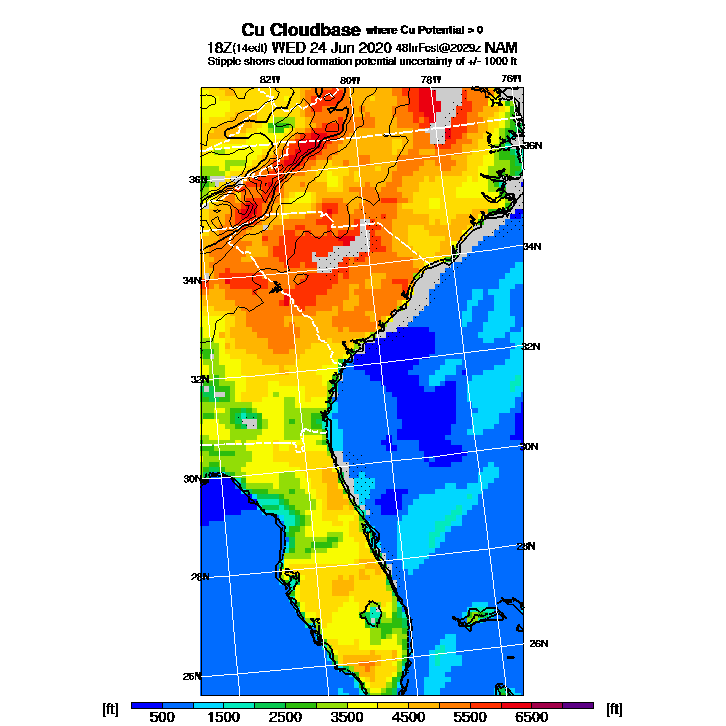 Cu Cloudbase where Cu Potential > 0
18Z(14edt) WED 24 Jun 2020 48hrFcst@2029z NAM
Stipple shows cloud formation potential uncertainty of +/- 1000 ft
82W 80W 78W 76W
36N 36N
34N 34N
32N 32N
30N 30N
28N 28N
26N 26N
[ft] 500 1500 2500 3500 4500 5500 6500 [ft]